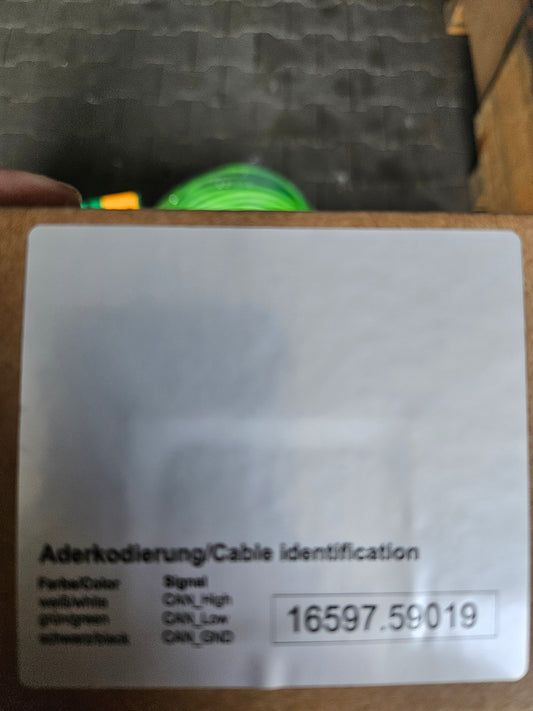 Aderkodierung/Cable identification
Farbe/Color Signal
weiß/white CAN_High
grün/green CAN_Low
schwarz/black CAN_GND
16597.59019